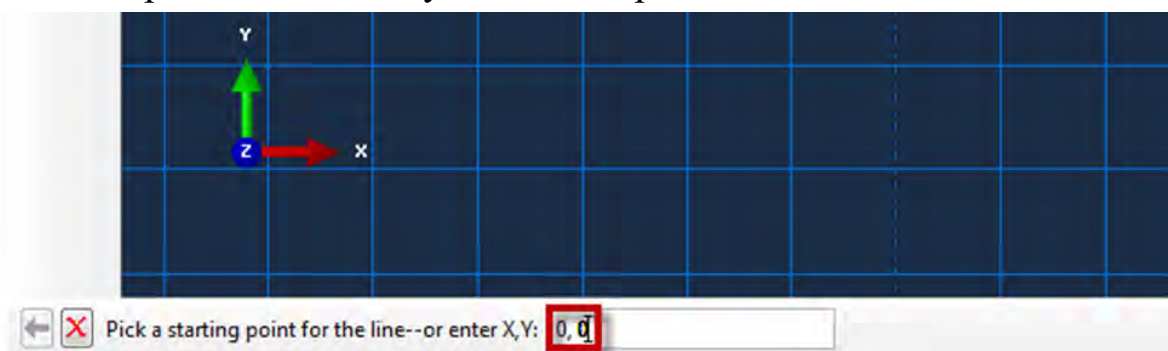 Y
Z X
Pick a starting point for the line--or enter X,Y: 0, 0